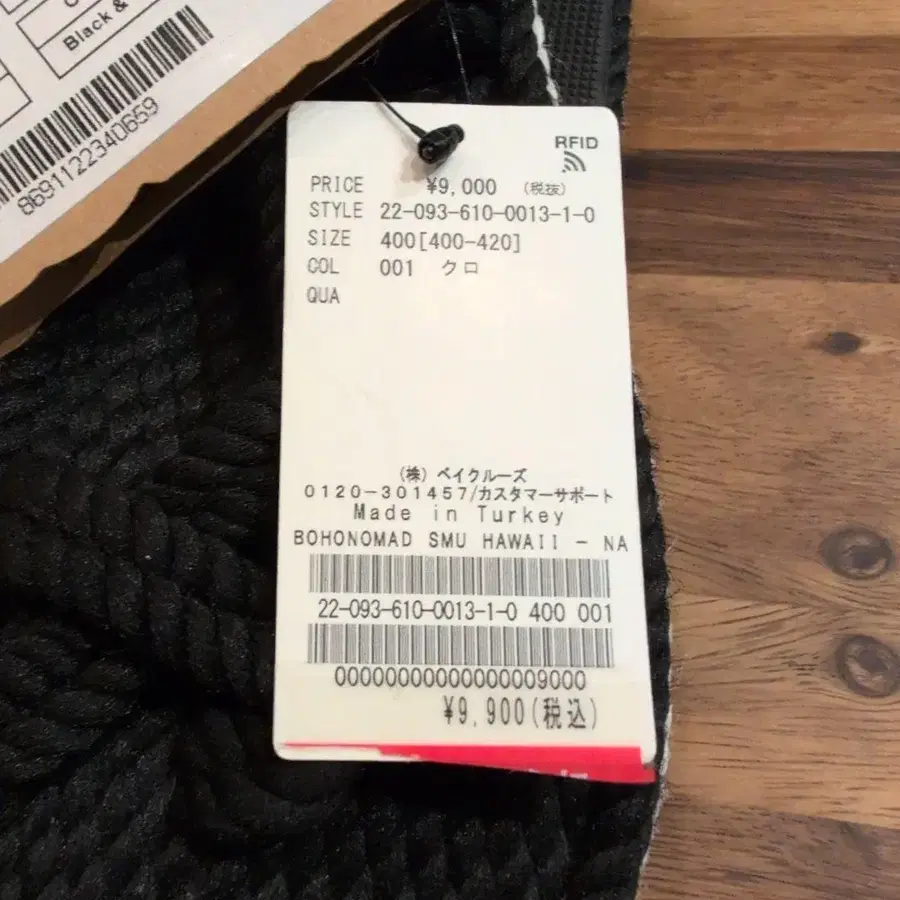 Black &
8691122340659
RFID
PRICE ¥9,000 (税抜)
STYLE 22-093-610-0013-1-0
SIZE 400[400-420]
COL 001 クロ
QUA
(株) ベイクルーズ
0120-301457/カスタマーサポート
Made in Turkey
BOHONOMAD SMU HAWAII - NA
22-093-610-0013-1-0 400 001
000000000000000009000
¥9,900(税込)